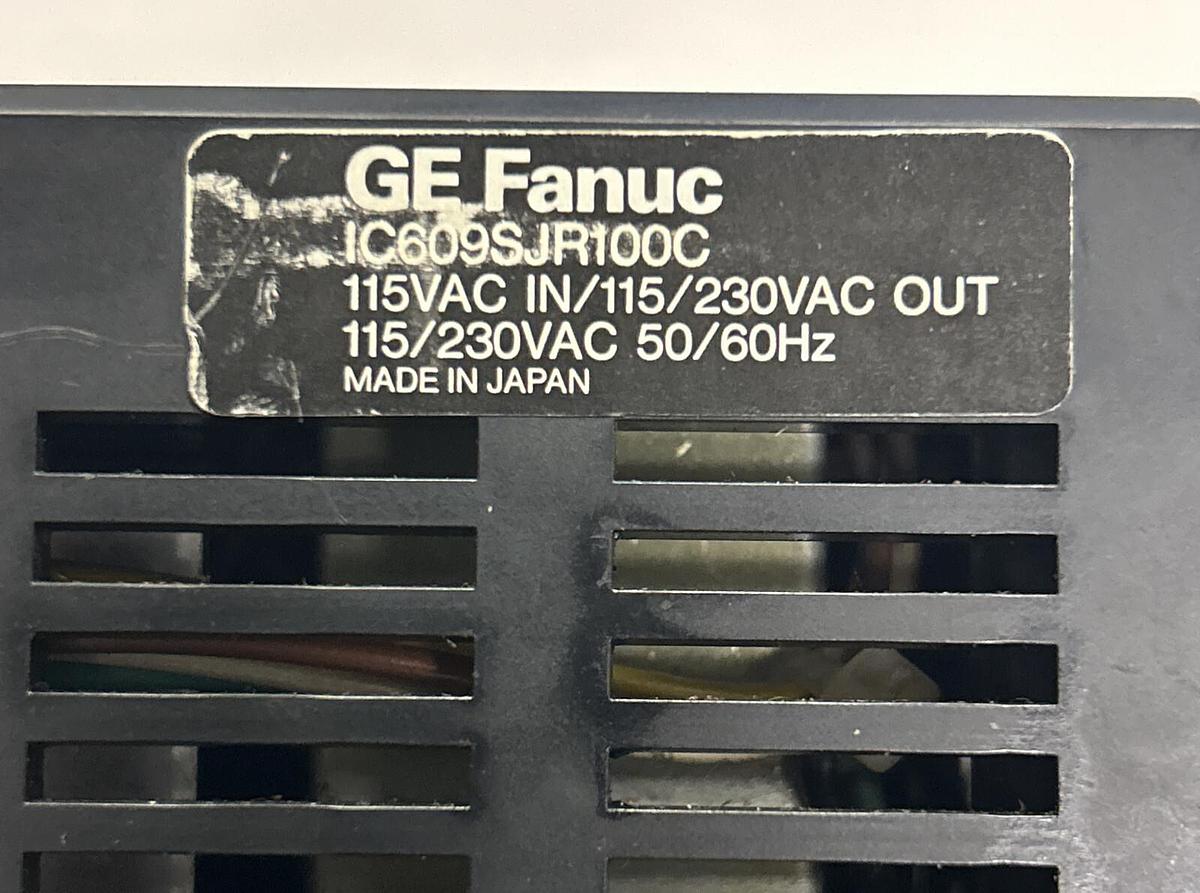 GE Fanuc
IC609SJR100C
115VAC IN/115/230VAC OUT
115/230VAC 50/60Hz
MADE IN JAPAN